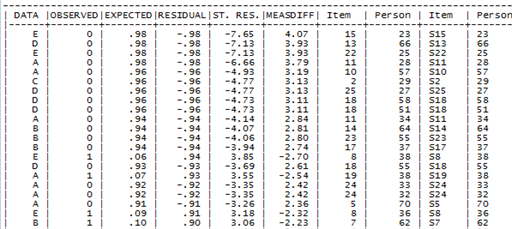 | DATA |OBSERVED|EXPECTED|RESIDUAL|ST. RES.|MEASDIFF| Item | Person | Item | Person
| E | 0 | .98 | -.98 | -7.65 | 4.07 | 15 | 23 | S15 | 23
| D | 0 | .98 | -.98 | -7.13 | 3.93 | 13 | 66 | S13 | 66
| E | 0 | .98 | -.98 | -7.13 | 3.93 | 22 | 25 | S22 | 25
| A | 0 | .98 | -.98 | -6.66 | 3.79 | 11 | 28 | S11 | 28
| A | 0 | .96 | -.96 | -4.93 | 3.19 | 10 | 57 | S10 | 57
| C | 0 | .96 | -.96 | -4.77 | 3.13 | 2 | 29 | S2 | 29
| D | 0 | .96 | -.96 | -4.77 | 3.13 | 25 | 27 | S25 | 27
| D | 0 | .96 | -.96 | -4.73 | 3.11 | 18 | 58 | S18 | 58
| D | 0 | .96 | -.96 | -4.73 | 3.11 | 18 | 51 | S18 | 51
| A | 0 | .94 | -.94 | -4.14 | 2.84 | 11 | 34 | S11 | 34
| B | 0 | .94 | -.94 | -4.07 | 2.81 | 14 | 64 | S14 | 64
| B | 0 | .94 | -.94 | -4.06 | 2.80 | 23 | 55 | S23 | 55
| B | 0 | .94 | -.94 | -3.94 | 2.74 | 17 | 37 | S17 | 37
| E | 1 | .06 | .94 | 3.85 | -2.70 | 8 | 38 | S8 | 38
| D | 0 | .93 | -.93 | -3.69 | 2.61 | 18 | 55 | S18 | 55
| A | 1 | .07 | .93 | 3.55 | -2.54 | 19 | 38 | S19 | 38
| A | 0 | .92 | -.92 | -3.35 | 2.42 | 24 | 33 | S24 | 33
| A | 0 | .92 | -.92 | -3.35 | 2.42 | 24 | 32 | S24 | 32
| A | 0 | .91 | -.91 | -3.26 | 2.36 | 5 | 70 | S5 | 70
| E | 1 | .09 | .91 | 3.18 | -2.32 | 8 | 36 | S8 | 36
| B | 1 | .10 | .90 | 3.06 | -2.23 | 7 | 62 | S7 | 62